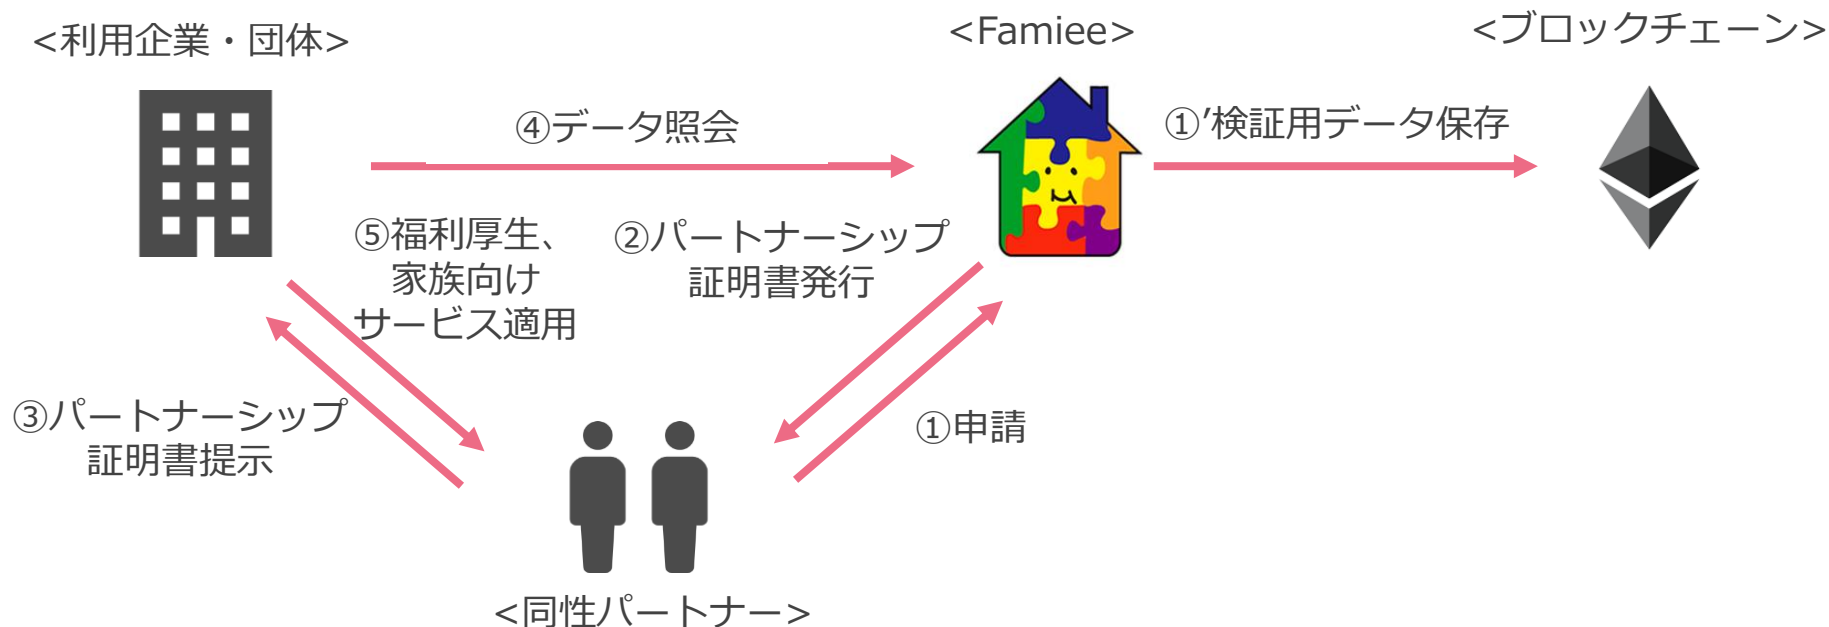 <利用企業・団体>
<Famiee>
<ブロックチェーン>
④データ照会
①’検証用データ保存
⑤福利厚生、
家族向け
サービス適用
②パートナーシップ
証明書発行
③パートナーシップ
証明書提示
①申請
<同性パートナー>